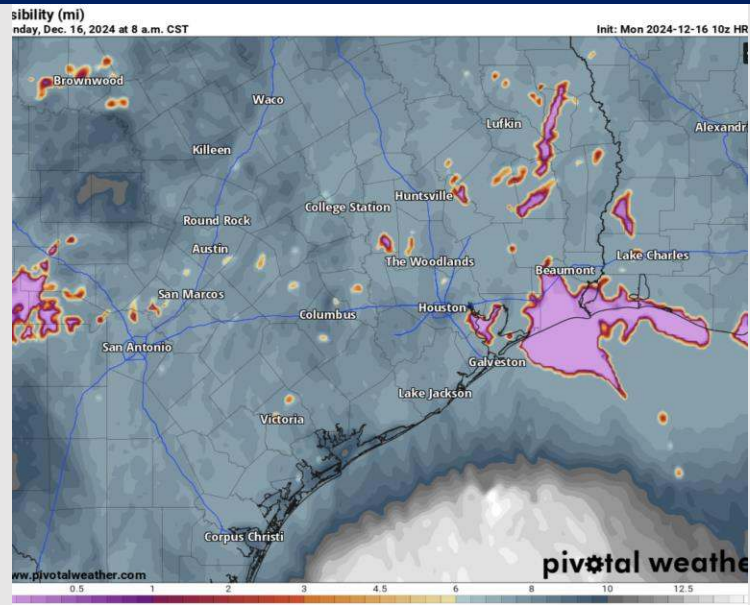 sibility (mi)
nday, Dec. 16, 2024 at 8 a.m. CST Init: Mon 2024-12-16 10z HR
Brownwood
Waco
Lufkin
Alexandr
Killeen
Huntsville
College Station
Round Rock
Austin
Lake Charles
The Woodlands
Beaumont
San Marcos
Houston
Columbus
San Antonio
Galveston
Lake Jackson
Victoria
Corpus Christi
pivotal weathe
ww.pivotalweather.com
0.5 1 2 3 4.5 6 8 10 12.5